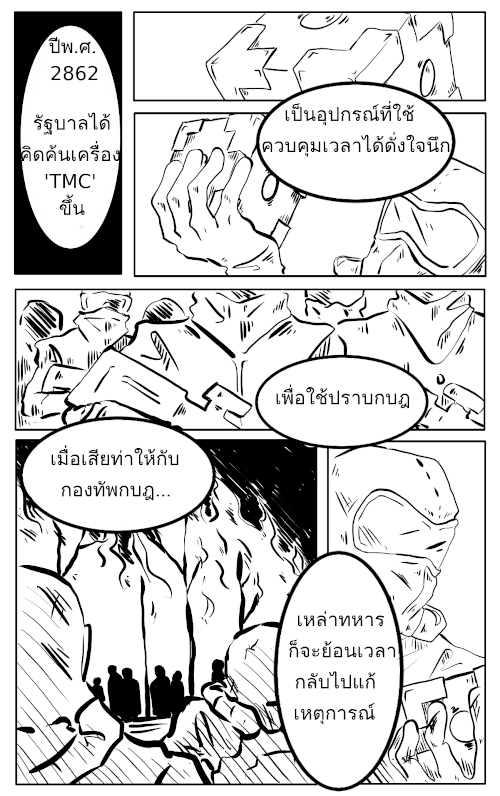 ปีพ.ศ.
2862
รัฐบาลได้
คิดค้นเครื่อง
'TMC'
ขึ้น
เป็นอุปกรณ์ที่ใช้
ควบคุมเวลาได้ดั่งใจนึก
เพื่อใช้ปราบกบฎ
เมื่อเสียท่าให้กับ
กองทัพกบฎ...
เหล่าทหาร
ก็จะย้อนเวลา
กลับไปแก้
เหตุการณ์